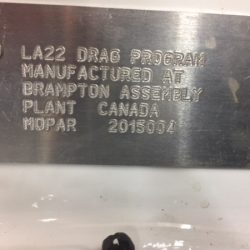 LA22 DRAG PROGRAM
MANUFACTURED AT
BRAMPTON ASSEMBLY
PLANT CANADA
MOPAR 2015004